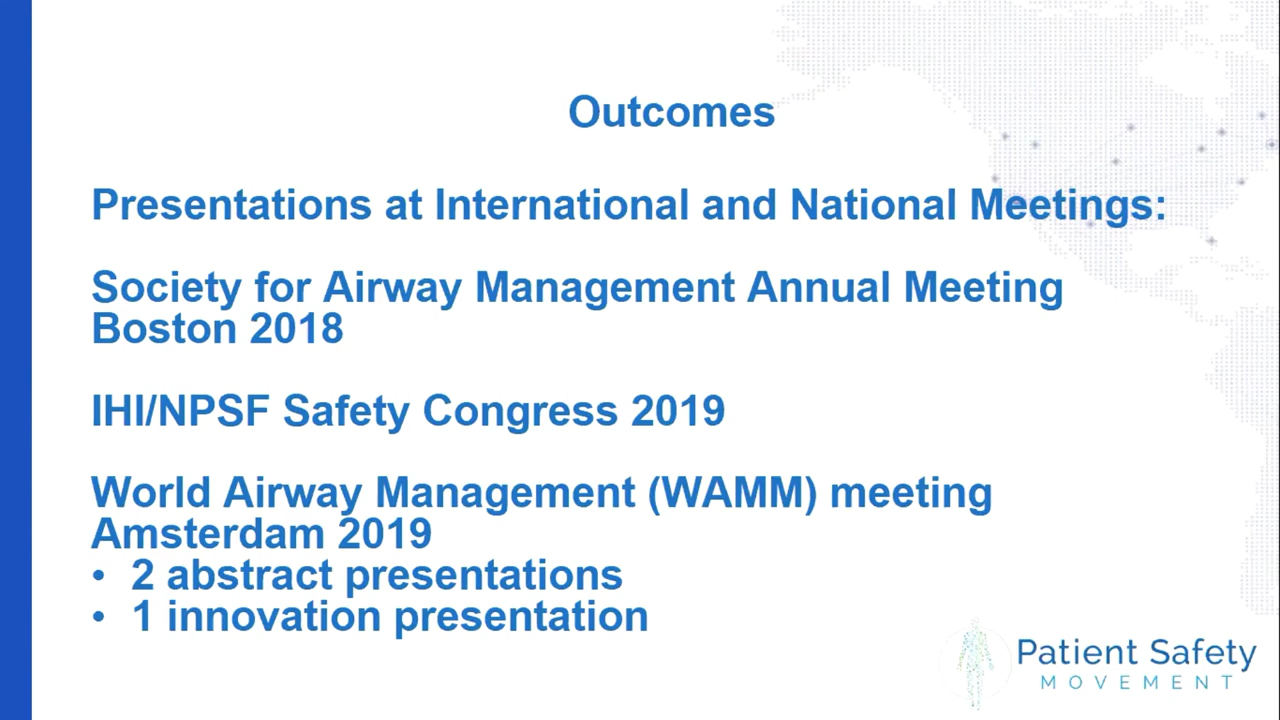 Outcomes
Presentations at International and National Meetings:
Society for Airway Management Annual Meeting
Boston 2018
IHI/NPSF Safety Congress 2019
World Airway Management (WAMM) meeting
Amsterdam 2019
• 2 abstract presentations
• 1 innovation presentation
Patient Safety
MOVEMENT